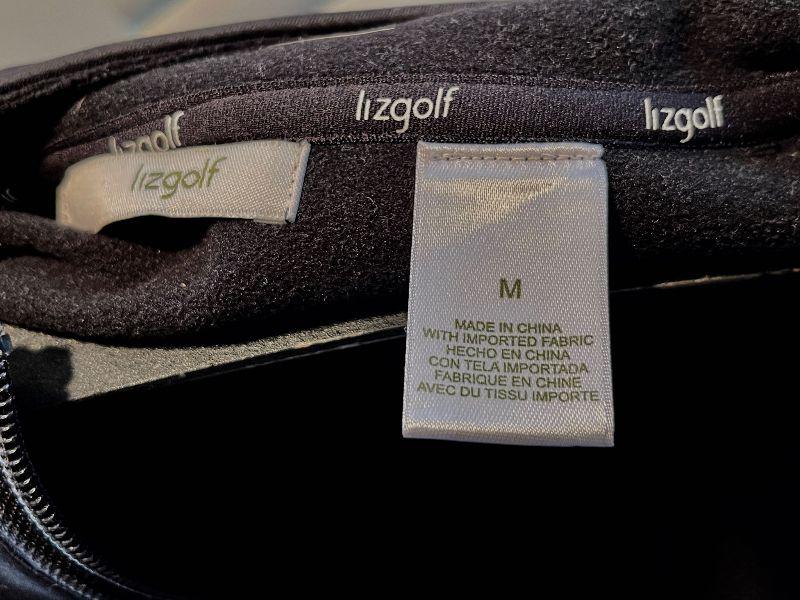 lizgolf
lizgolf
lizgolf
lizgolf
M
MADE IN CHINA
WITH IMPORTED FABRIC
HECHO EN CHINA
CON TELA IMPORTADA
FABRIQUE EN CHINE
AVEC DU TISSU IMPORTE